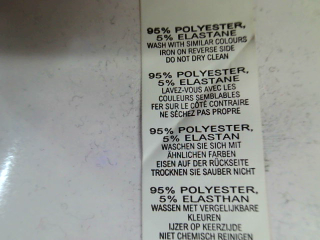 95% POLYESTER,
5% ELASTANE
WASH WITH SIMILAR COLOURS
IRON ON REVERSE SIDE
DO NOT DRY CLEAN
95% POLYESTER,
5% ELASTANE
LAVEZ-VOUS AVEC LES
COULEURS SEMBLABLES
FER SUR LE CÔTÉ CONTRAIRE
NE SÉCHEZ PAS PROPRE
95% POLYESTER,
5% ELASTAN
WASCHEN SIE SICH MIT
ÄHNLICHEN FARBEN
EISEN AUF DER RÜCKSEITE
TROCKNEN SIE SAUBER NICHT
95% POLYESTER,
5% ELASTHAN
WASSEN MET VERGELIJKBARE
KLEUREN
IJZER OP KEERZIJDE
NIET CHEMISCH REINIGEN